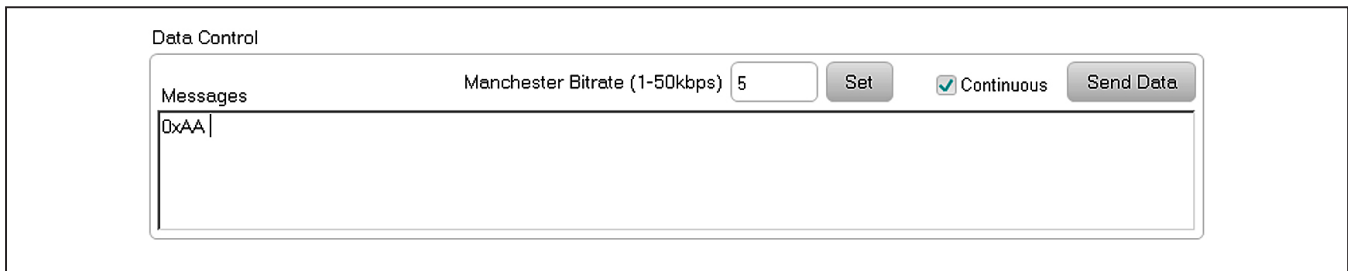 Data Control
Manchester Bitrate (1-50kbps) 5 Set Continuous Send Data
Messages
0xAA